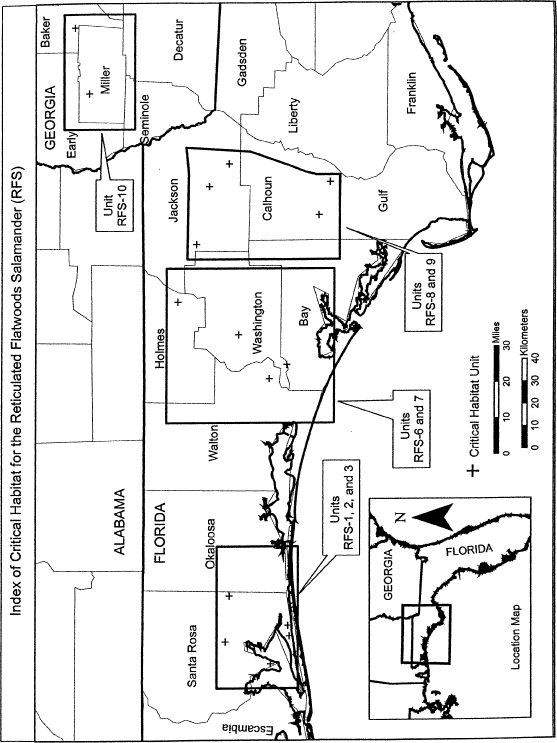 Index of Critical Habitat for the Reticulated Flatwoods Salamander (RFS)
ALABAMA
GEORGIA
Baker
Early
Miller
Decatur
Seminole
Unit
RFS-10
FLORIDA
Escambia
Santa Rosa
Okaloosa
Walton
Holmes
Washington
Bay
Jackson
Calhoun
Gadsden
Liberty
Gulf
Franklin
Units
RFS-1, 2, and 3
Units
RFS-6 and 7
Units
RFS-8 and 9
+ Critical Habitat Unit
0 10 20 30
Miles
0 10 20 30 40
Kilometers
GEORGIA
FLORIDA
N
Location Map